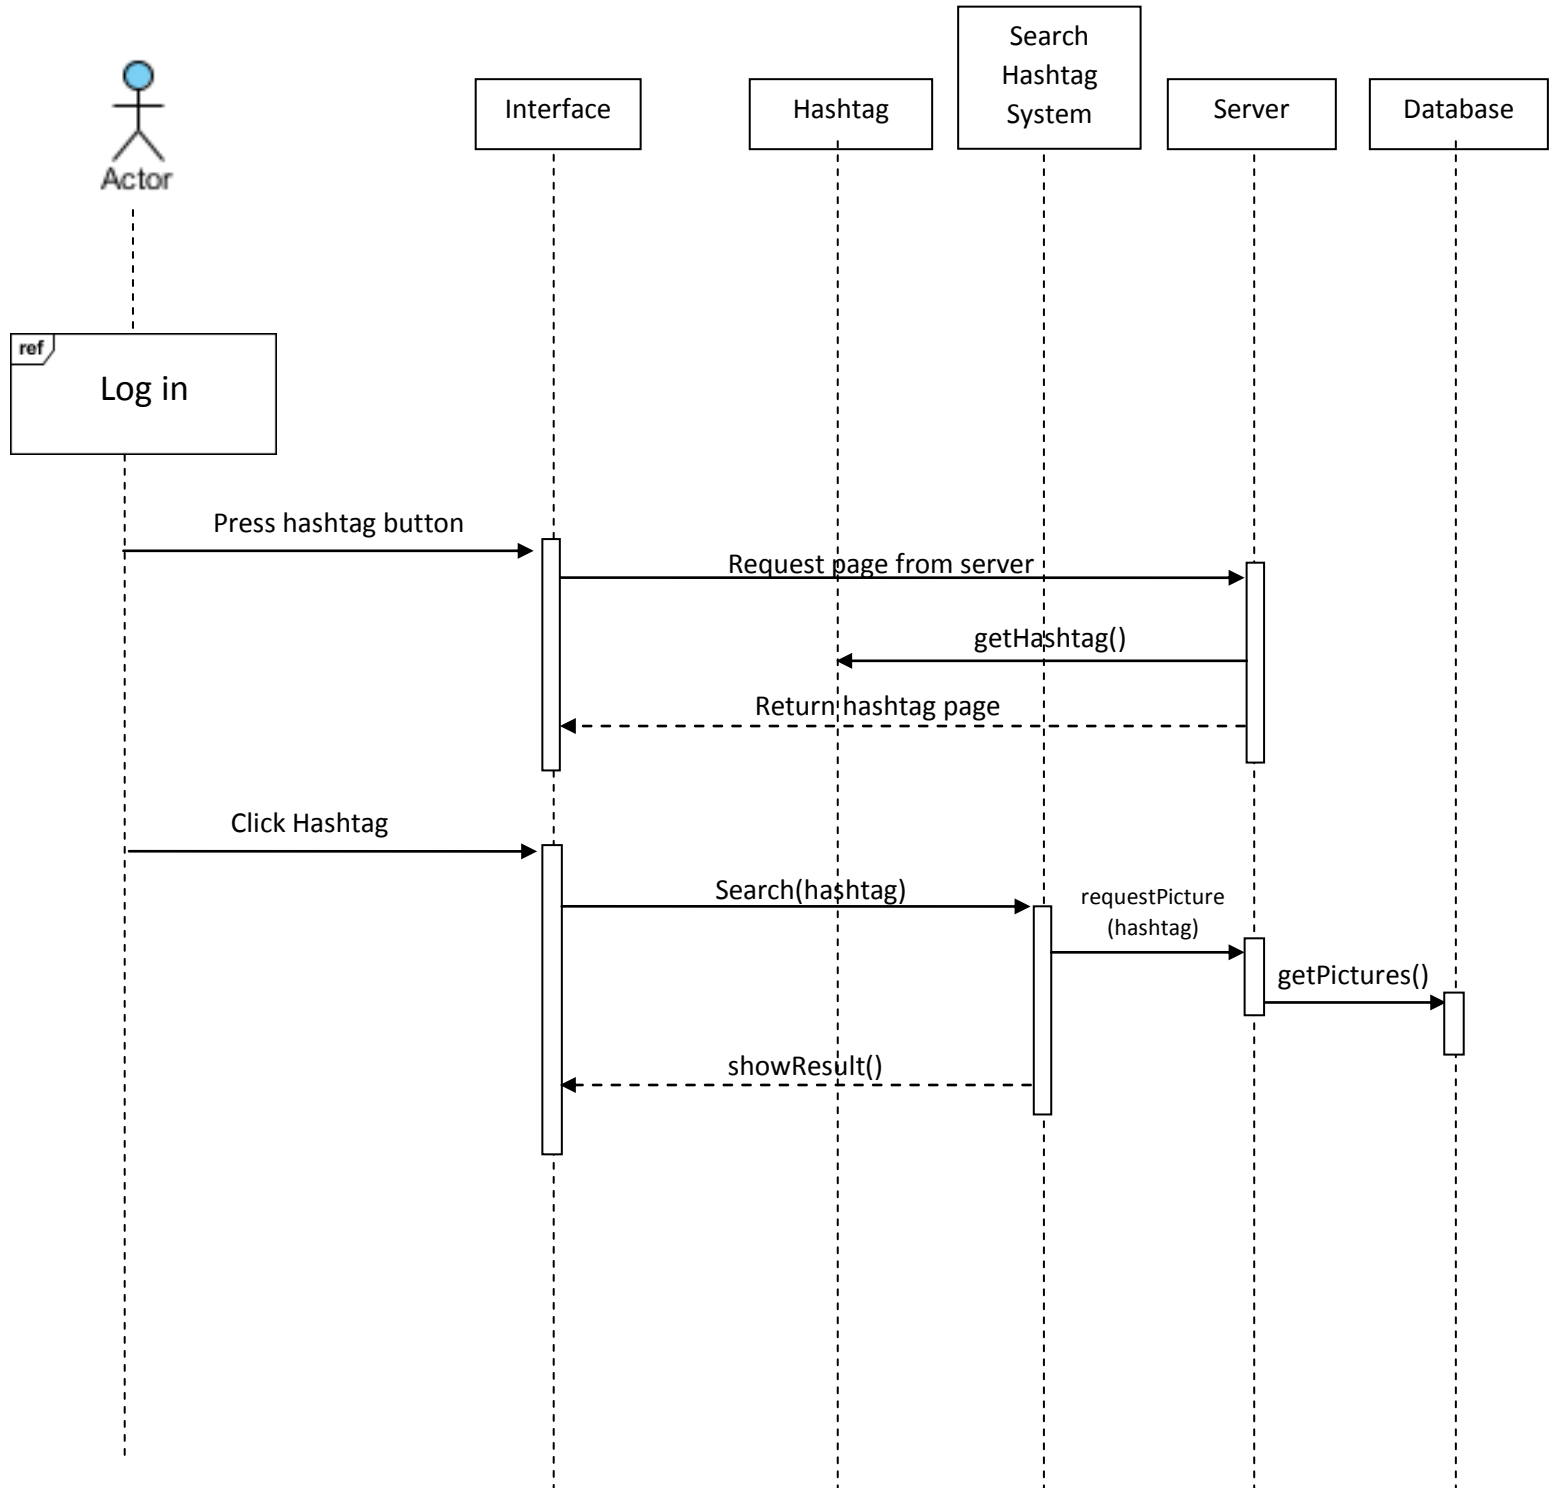 Search
Hashtag
System
Interface
Hashtag
Server
Database
Actor
ref
Log in
Press hashtag button
Request page from server
getHashtag()
Return hashtag page
Click Hashtag
Search(hashtag)
requestPicture
(hashtag)
getPictures()
showResult()